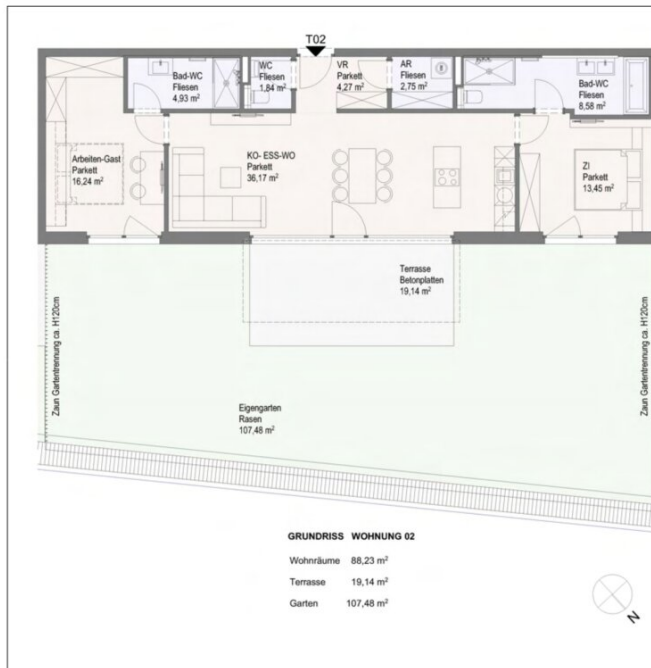 T02
Bad-WC
Fliesen
4,93 m²
WC
Fliesen
1,84 m²
VR
Parkett
4,27 m²
AR
Fliesen
2,75 m²
Bad-WC
Fliesen
8,58 m²
Arbeiten-Gast
Parkett
16,24 m²
KO- ESS-WO
Parkett
36,17 m²
ZI
Parkett
13,45 m²
Terrasse
Betonplatten
19,14 m²
Zaun Gartentrennung ca. H120cm
Zaun Gartentrennung ca. H120cm
Eigengarten
Rasen
107,48 m²
GRUNDRISS WOHNUNG 02
Wohnräume 88,23 m²
Terrasse 19,14 m²
Garten 107,48 m²
N